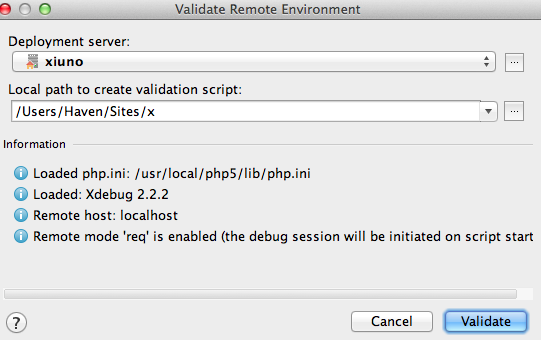 Validate Remote Environment
Deployment server:
xiuno
...
Local path to create validation script:
/Users/Haven/Sites/x
...
Information
Loaded php.ini: /usr/local/php5/lib/php.ini
Loaded: Xdebug 2.2.2
Remote host: localhost
Remote mode 'req' is enabled (the debug session will be initiated on script start
? Cancel Validate